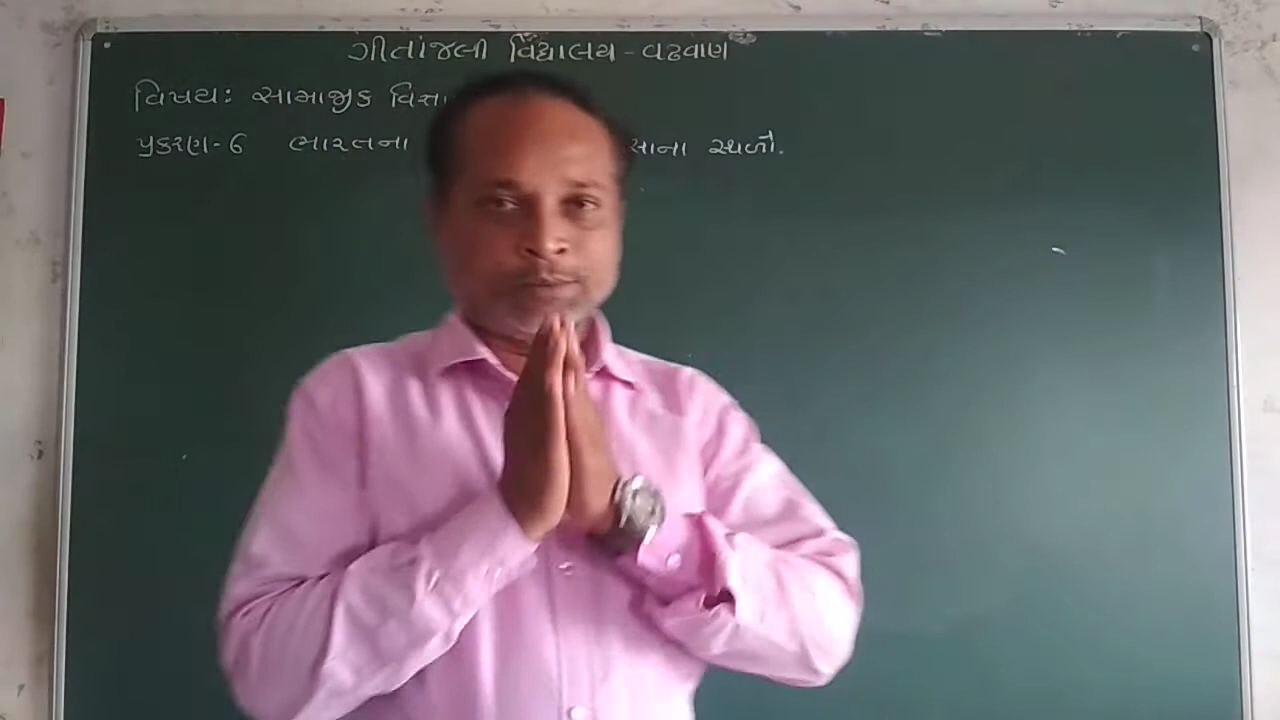 ગીતાંજલી વિદ્યાલય - વઢવાણ
વિષય: સામાજીક વિજ્ઞા
પ્રકરણ-6 ભારતના સાના સ્થળો.